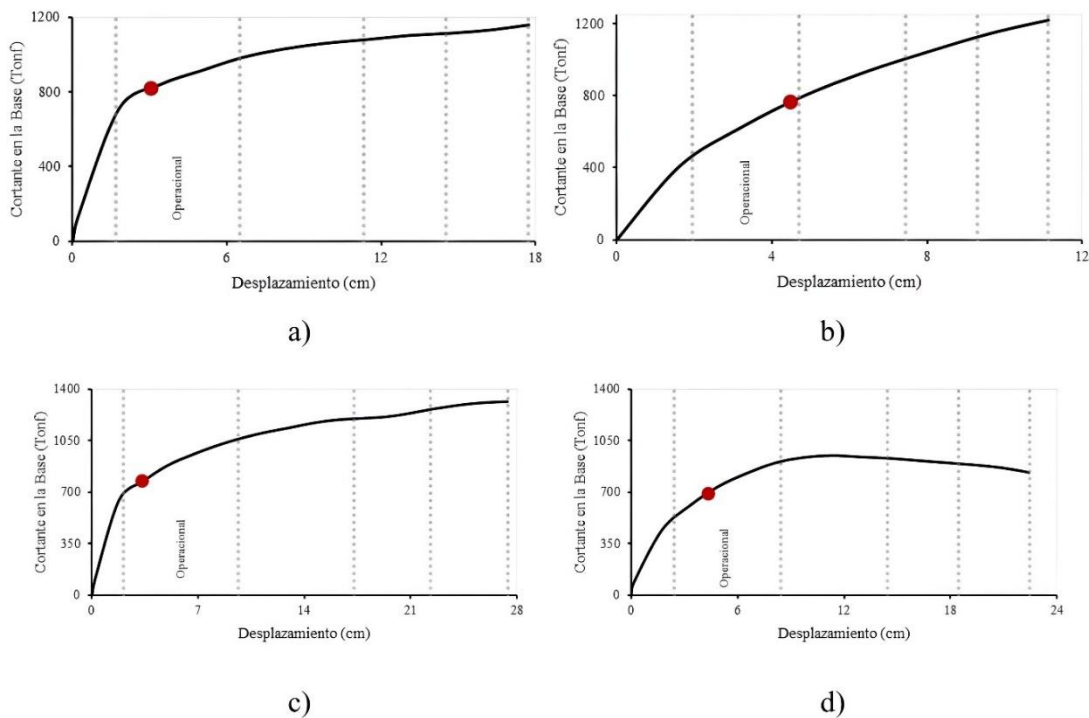 Cortante en la Base (Tonf)
1200
800
400
0
Operacional
0 6 12 18
Desplazamiento (cm)
a)
Cortante en la Base (Tonf)
1200
800
400
0
Operacional
0 4 8 12
Desplazamiento (cm)
b)
Cortante en la Base (Tonf)
1400
1050
700
350
0
Operacional
0 7 14 21 28
Desplazamiento (cm)
c)
Cortante en la Base (Tonf)
1400
1050
700
350
0
Operacional
0 6 12 18 24
Desplazamiento (cm)
d)